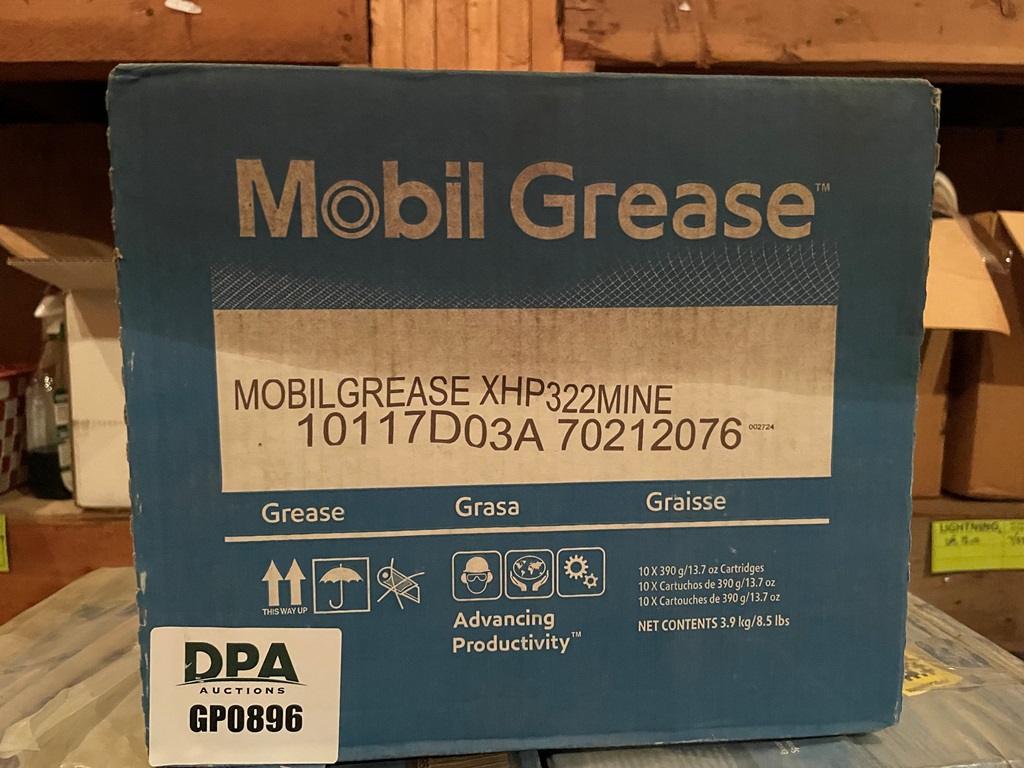 Mobil Grease™
MOBILGREASE XHP322MINE
10117D03A 70212076 002724
Grease Grasa Graisse
THIS WAY UP
Advancing
Productivity™
10 X 390 g/13.7 oz Cartridges
10 X Cartuchos de 390 g/13.7 oz
10 X Cartouches de 390 g/13.7 oz
NET CONTENTS 3.9 kg/8.5 lbs
DPA
AUCTIONS
GP0896
LIGHTNING